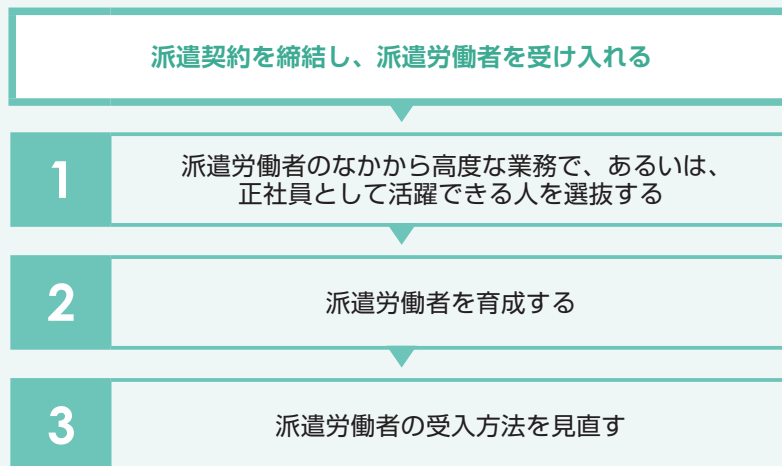 派遣契約を締結し、派遣労働者を受け入れる
1
派遣労働者のなかから高度な業務で、あるいは、
正社員として活躍できる人を選抜する
2
派遣労働者を育成する
3
派遣労働者の受入方法を見直す